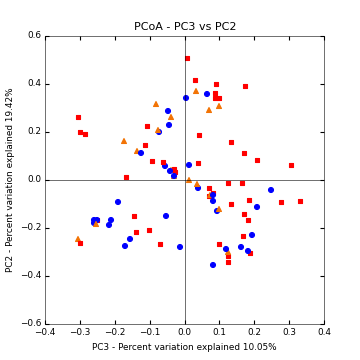 PCoA - PC3 vs PC2
0.6
0.4
0.2
0.0
−0.2
−0.4
−0.6
PC2 - Percent variation explained 19.42%
−0.4 −0.3 −0.2 −0.1 0.0 0.1 0.2 0.3 0.4
PC3 - Percent variation explained 10.05%